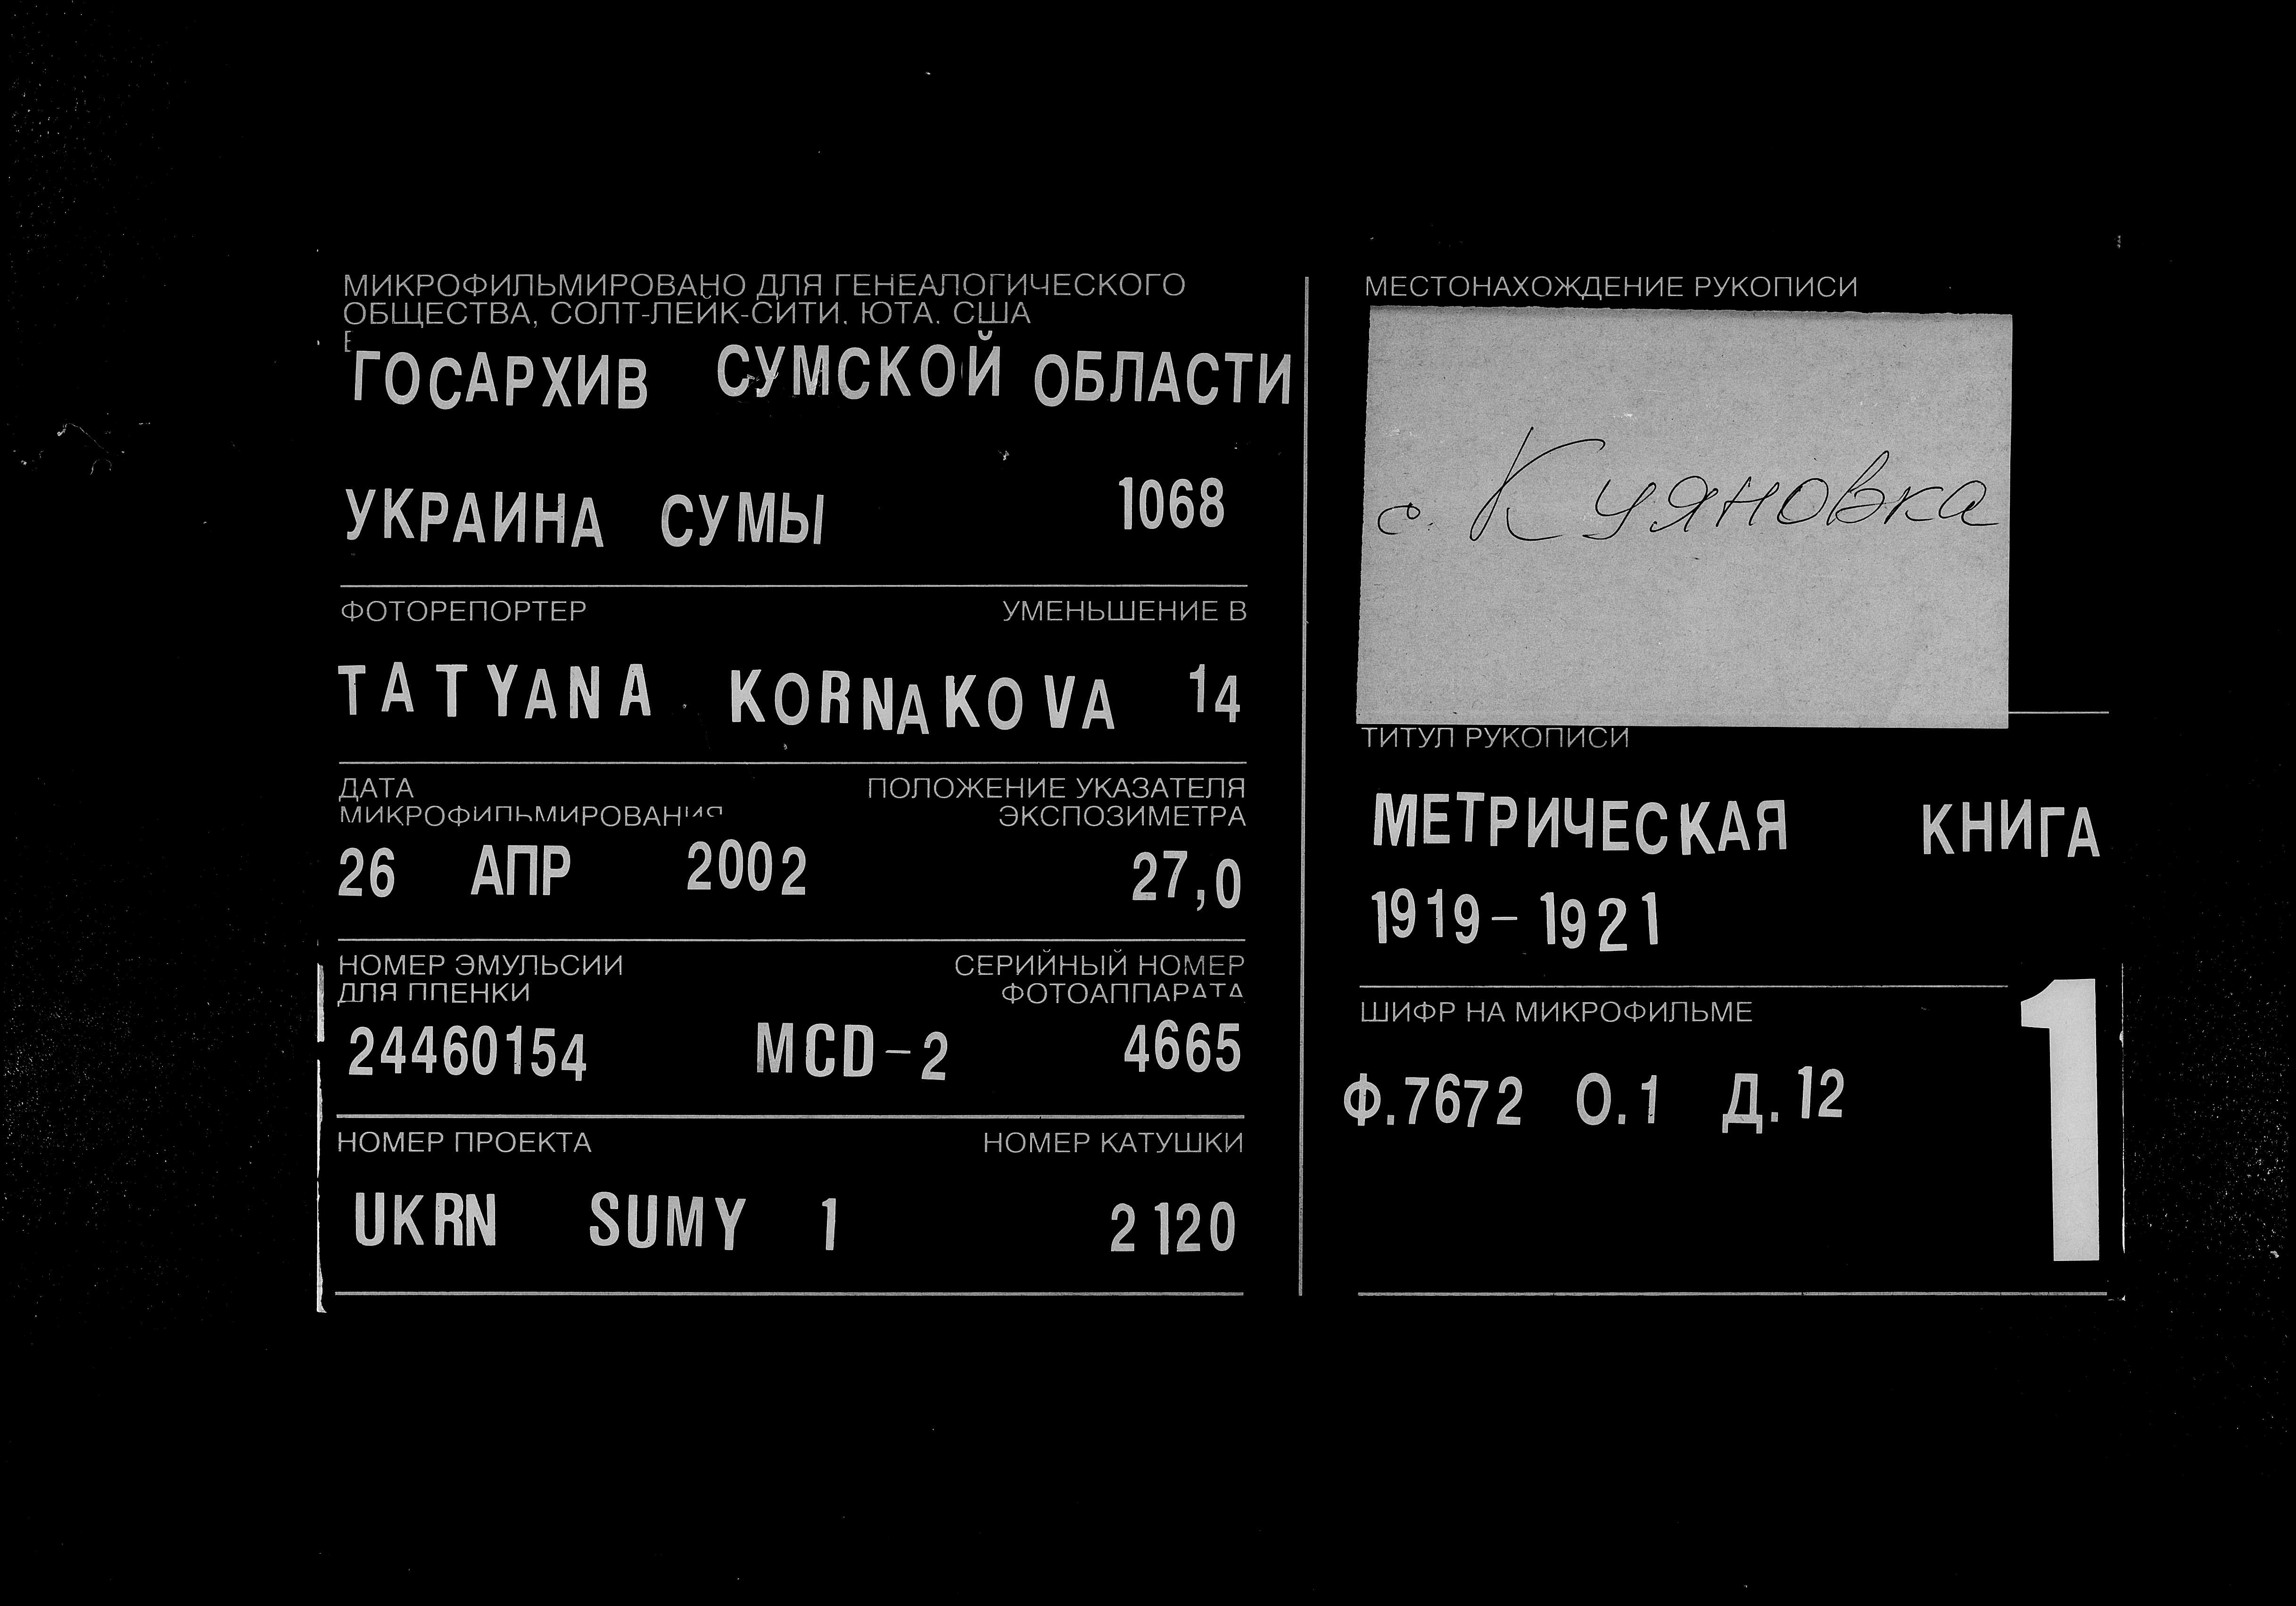 МИКРОФИЛЬМИРОВАНО ДЛЯ ГЕНЕАЛОГИЧЕСКОГО
ОБЩЕСТВА, СОЛТ-ЛЕЙК-СИТИ, ЮТА, США
ГОСАРХИВ СУМСКОЙ ОБЛАСТИ
УКРАИНА СУМЫ 1068
ФОТОРЕПОРТЕР УМЕНЬШЕНИЕ В
TATYANA KORNAKOVA 14
ДАТА ПОЛОЖЕНИЕ УКАЗАТЕЛЯ
МИКРОФИЛЬМИРОВАНИЯ ЭКСПОЗИМЕТРА
26 АПР 2002 27,0
НОМЕР ЭМУЛЬСИИ СЕРИЙНЫЙ НОМЕР
ДЛЯ ПЛЕНКИ ФОТОАППАРАТА
24460154 MCD-2 4665
НОМЕР ПРОЕКТА НОМЕР КАТУШКИ
UKRN SUMY 1 2120
МЕСТОНАХОЖДЕНИЕ РУКОПИСИ
с. Куяновка
ТИТУЛ РУКОПИСИ
МЕТРИЧЕСКАЯ КНИГА
1919-1921
ШИФР НА МИКРОФИЛЬМЕ
Ф.7672 О.1 Д.12
1